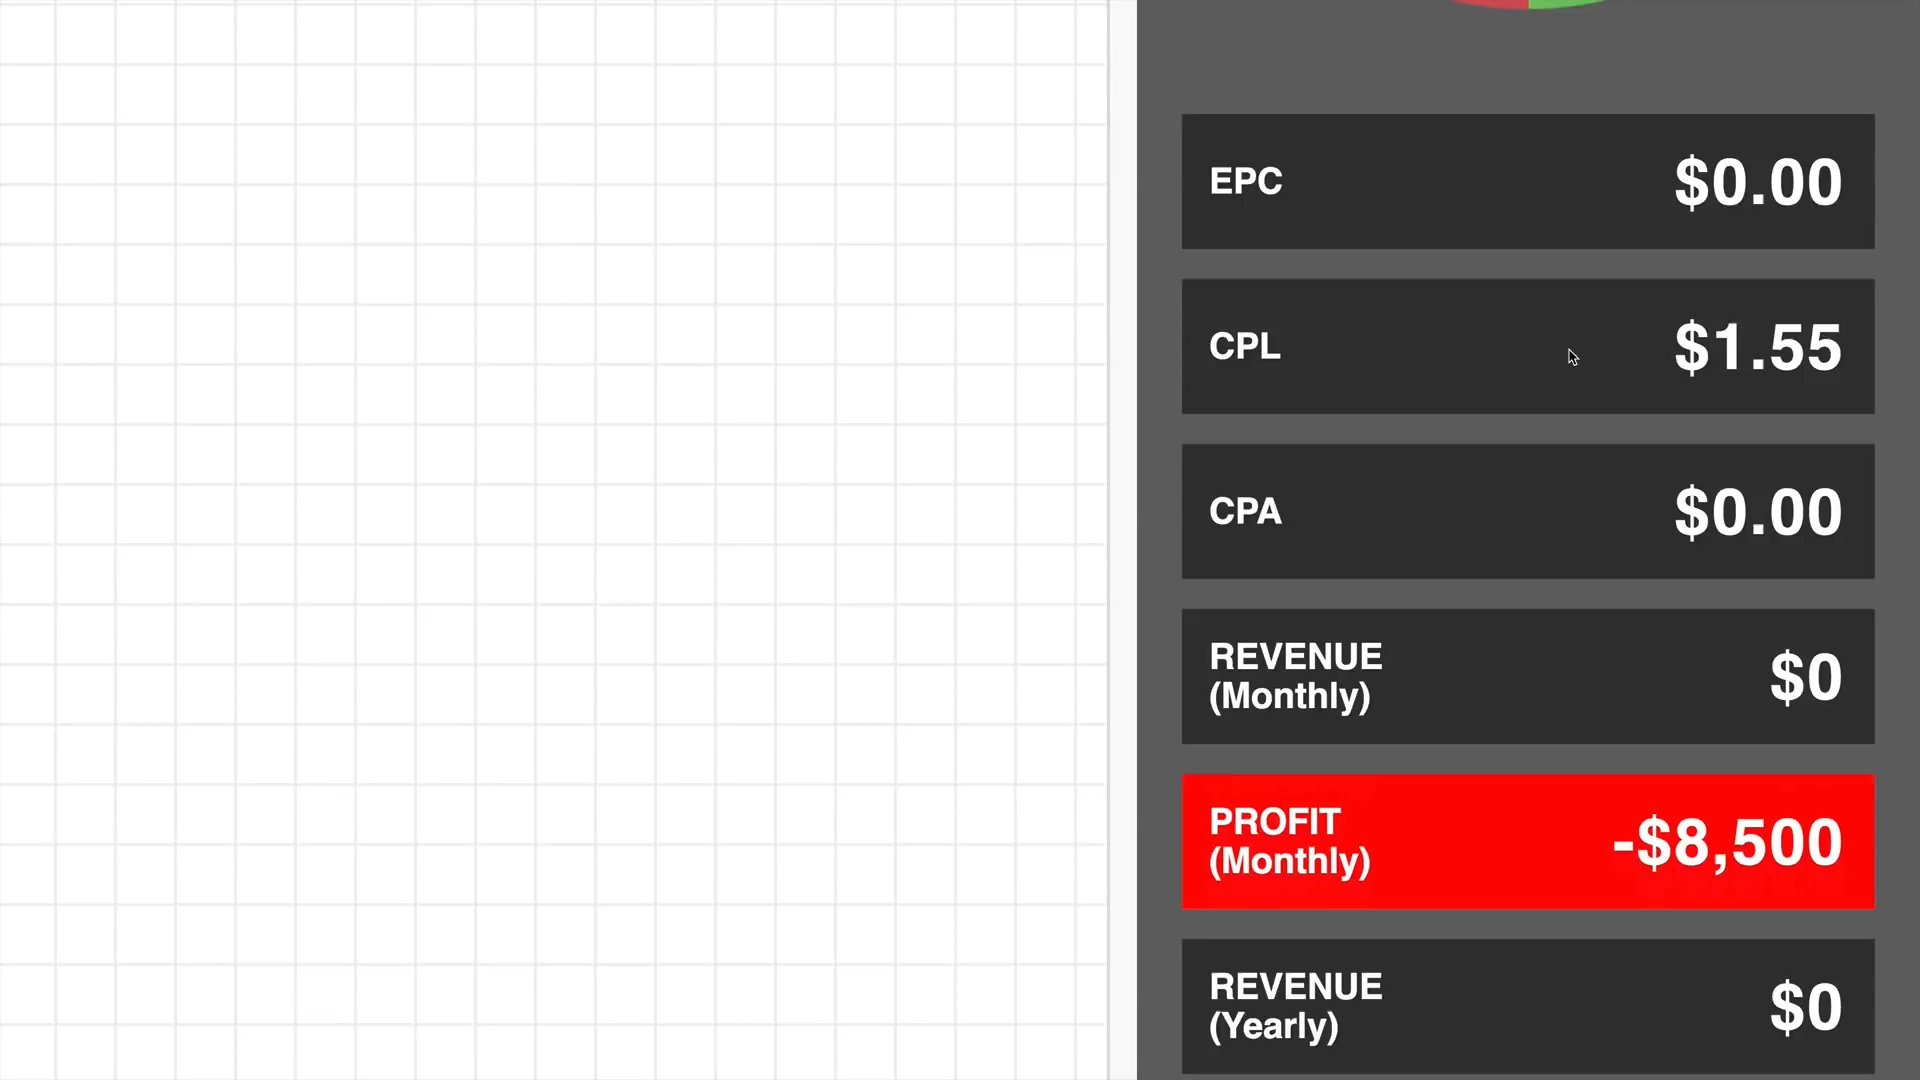 EPC $0.00
CPL $1.55
CPA $0.00
REVENUE
(Monthly) $0
PROFIT
(Monthly) -$8,500
REVENUE
(Yearly) $0